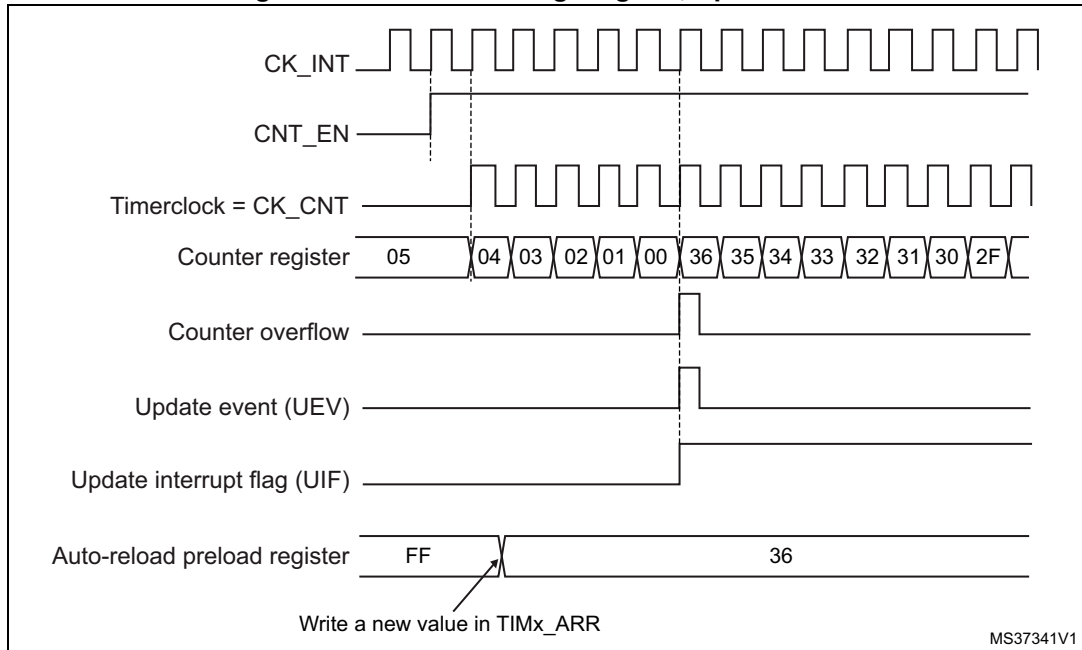 CK_INT
CNT_EN
Timerclock = CK_CNT
Counter register 05 04 03 02 01 00 36 35 34 33 32 31 30 2F
Counter overflow
Update event (UEV)
Update interrupt flag (UIF)
Auto-reload preload register FF 36
Write a new value in TIMx_ARR
MS37341V1